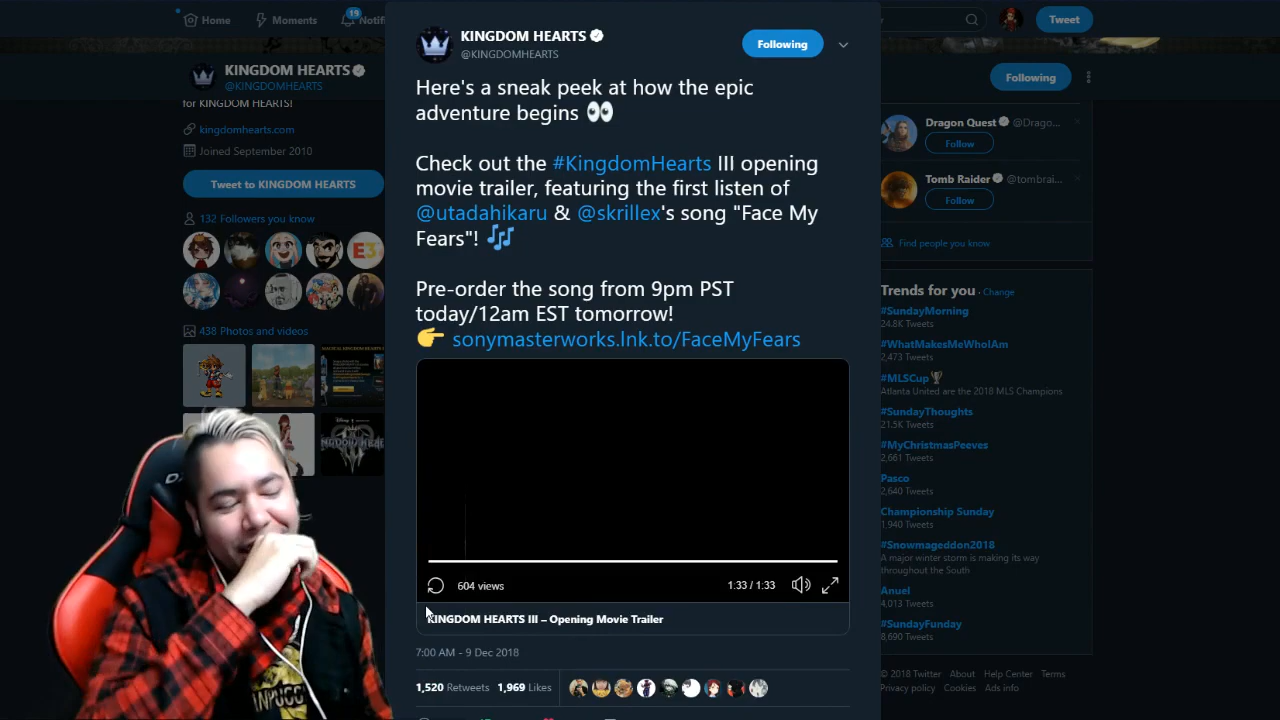 Home
Moments
19
Notifi
Tweet
KINGDOM HEARTS
@KINGDOMHEARTS
for KINGDOM HEARTS!
kingdomhearts.com
Joined September 2010
Tweet to KINGDOM HEARTS
132 Followers you know
438 Photos and videos
KINGDOM HEARTS
@KINGDOMHEARTS
Following
Here's a sneak peek at how the epic
adventure begins 👀
Check out the #KingdomHearts III opening
movie trailer, featuring the first listen of
@utadahikaru & @skrillex's song "Face My
Fears"! 🎶
Pre-order the song from 9pm PST
today/12am EST tomorrow!
👉 sonymasterworks.lnk.to/FaceMyFears
604 views
1:33 / 1:33
KINGDOM HEARTS III – Opening Movie Trailer
7:00 AM - 9 Dec 2018
1,520 Retweets 1,969 Likes
Following
Dragon Quest @Drago...
Follow
Tomb Raider @tombrai...
Follow
Find people you know
Trends for you · Change
#SundayMorning
24.8K Tweets
#WhatMakesMeWhoIAm
2,473 Tweets
#MLSCup🏆
Atlanta United are the 2018 MLS Champions
#SundayThoughts
21.5K Tweets
#MyChristmasPeeves
2,661 Tweets
Pasco
2,640 Tweets
Championship Sunday
1,940 Tweets
#Snowmageddon2018
A major winter storm is making its way
throughout the South
Anuel
4,013 Tweets
#SundayFunday
8,690 Tweets
© 2018 Twitter About Help Center Terms
Privacy policy Cookies Ads info